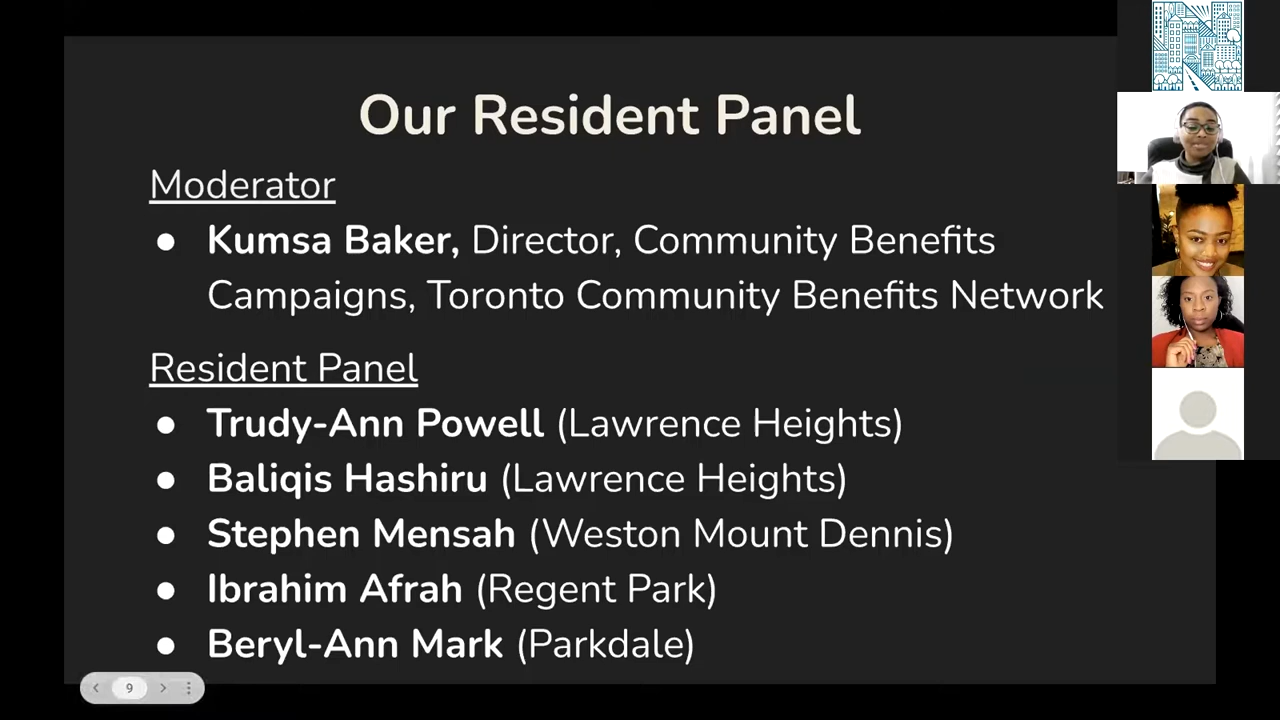 Our Resident Panel
Moderator
● Kumsa Baker, Director, Community Benefits
Campaigns, Toronto Community Benefits Network
Resident Panel
● Trudy-Ann Powell (Lawrence Heights)
● Baliqis Hashiru (Lawrence Heights)
● Stephen Mensah (Weston Mount Dennis)
● Ibrahim Afrah (Regent Park)
● Beryl-Ann Mark (Parkdale)
9